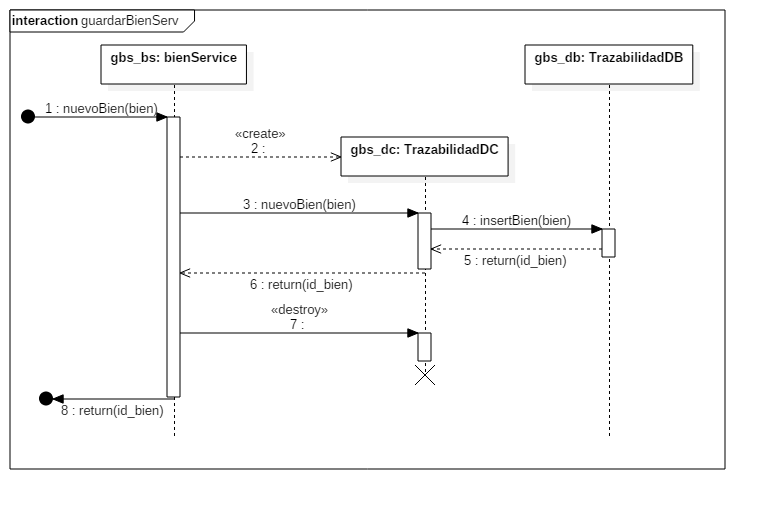 interaction guardarBienServ
gbs_bs: bienService
gbs_db: TrazabilidadDB
1 : nuevoBien(bien)
«create»
2 :
gbs_dc: TrazabilidadDC
3 : nuevoBien(bien)
4 : insertBien(bien)
5 : return(id_bien)
6 : return(id_bien)
«destroy»
7 :
8 : return(id_bien)